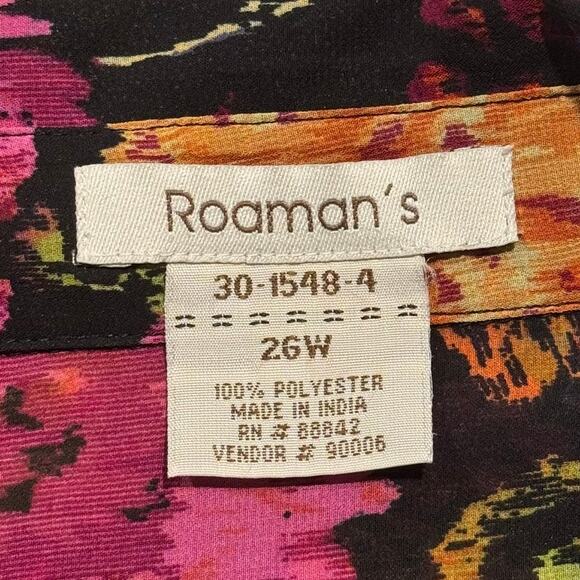 Roaman's
30-1548-4
26W
100% POLYESTER
MADE IN INDIA
RN # 88842
VENDOR # 90006